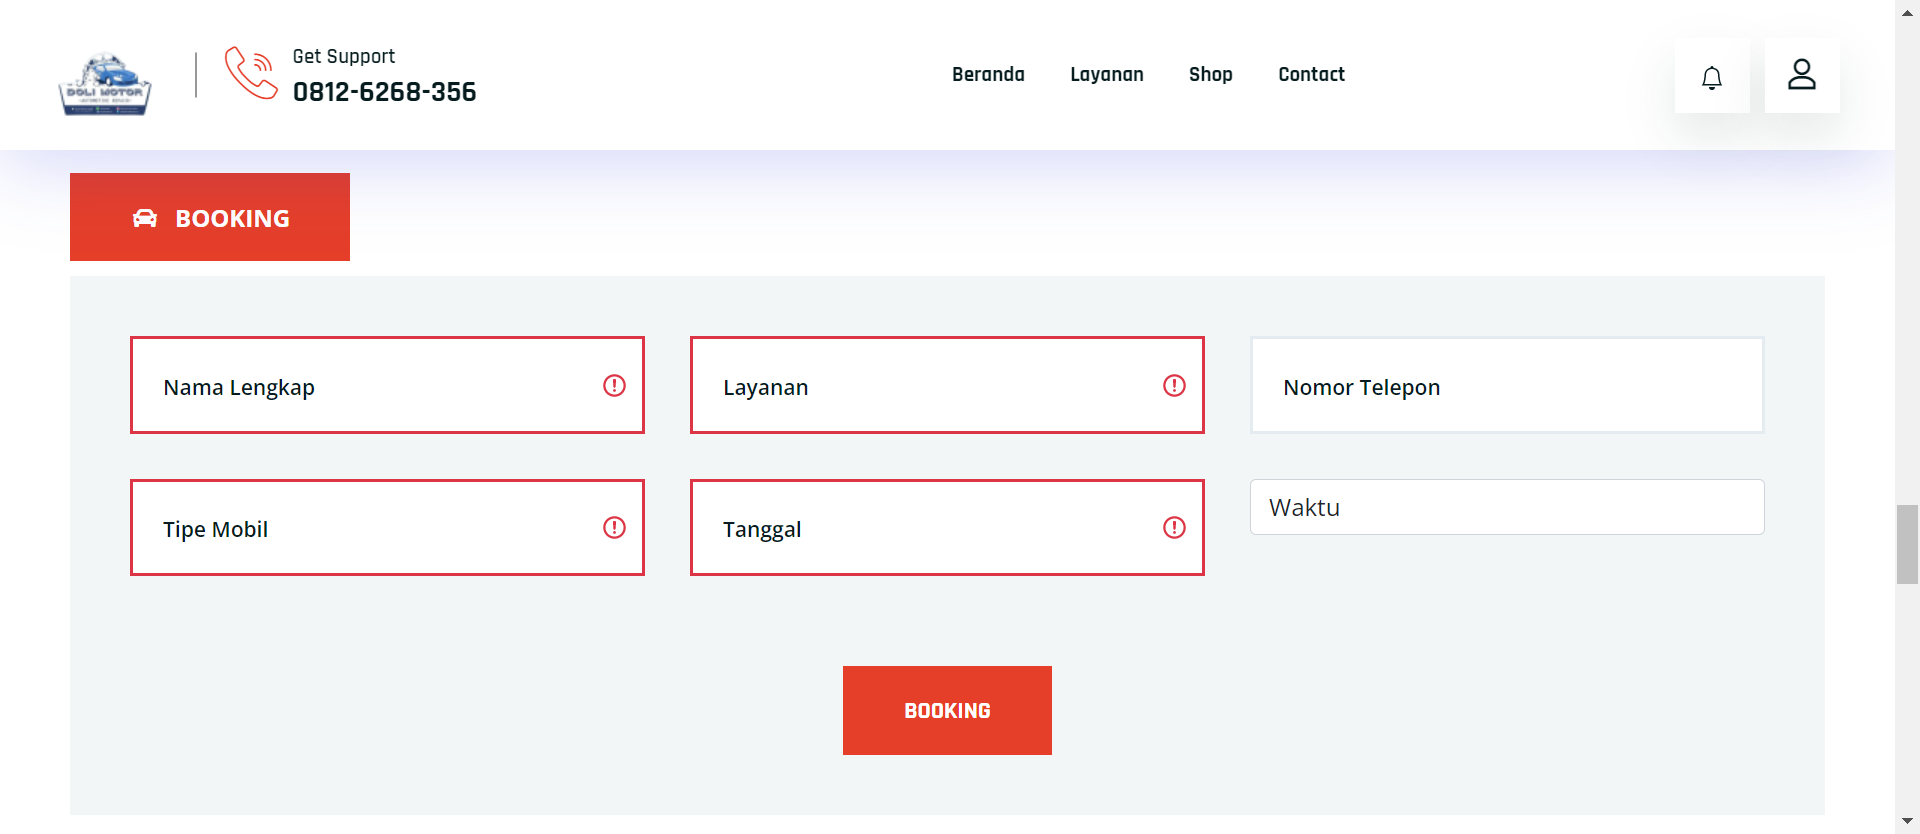 DOLI MOTOR
Get Support
0812-6268-356
Beranda
Layanan
Shop
Contact
BOOKING
Nama Lengkap
Layanan
Nomor Telepon
Tipe Mobil
Tanggal
Waktu
BOOKING